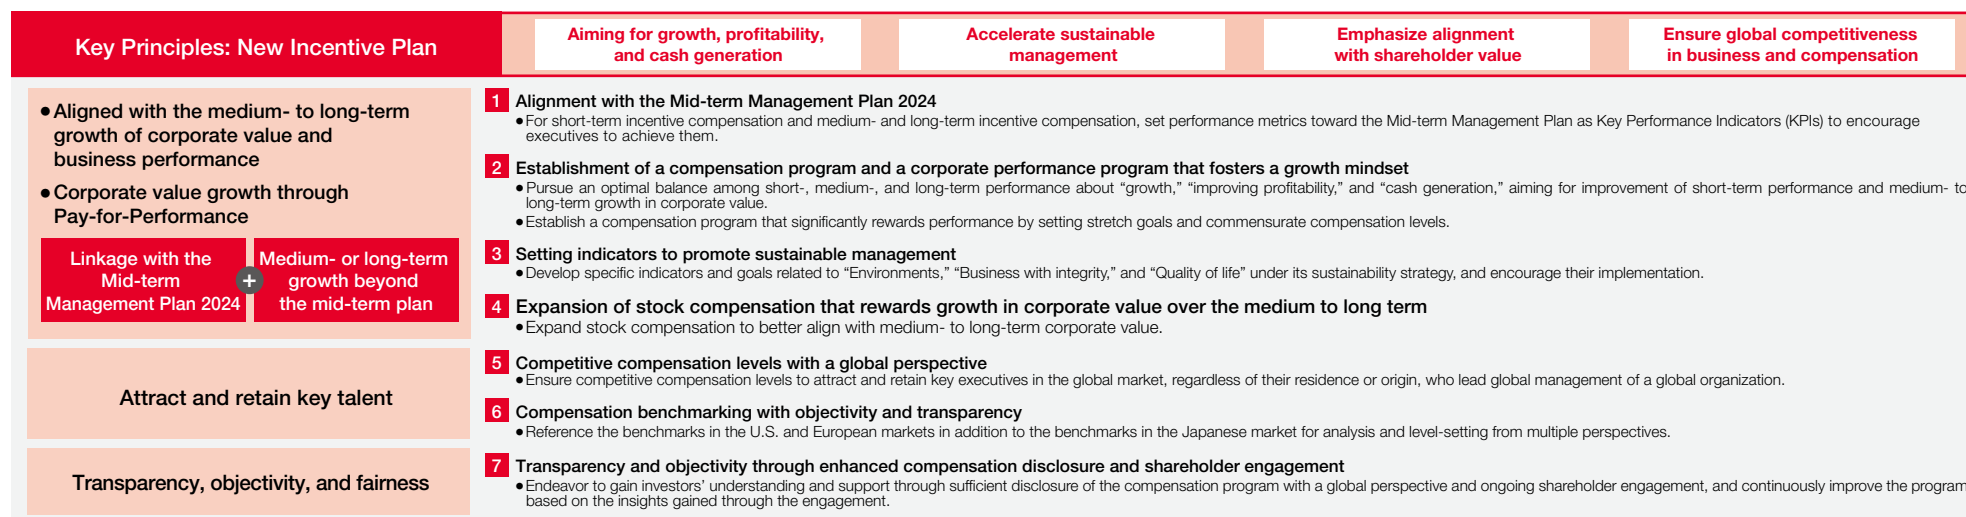 Key Principles: New Incentive Plan
Aiming for growth, profitability,
and cash generation
Accelerate sustainable
management
Emphasize alignment
with shareholder value
Ensure global competitiveness
in business and compensation
●Aligned with the medium- to long-term
growth of corporate value and
business performance
●Corporate value growth through
Pay-for-Performance
Linkage with the
Mid-term
Management Plan 2024
+
Medium- or long-term
growth beyond
the mid-term plan
Attract and retain key talent
Transparency, objectivity, and fairness
1 Alignment with the Mid-term Management Plan 2024
●For short-term incentive compensation and medium- and long-term incentive compensation, set performance metrics toward the Mid-term Management Plan as Key Performance Indicators (KPIs) to encourage
executives to achieve them.
2 Establishment of a compensation program and a corporate performance program that fosters a growth mindset
●Pursue an optimal balance among short-, medium-, and long-term performance about “growth,” “improving profitability,” and “cash generation,” aiming for improvement of short-term performance and medium- to
long-term growth in corporate value.
●Establish a compensation program that significantly rewards performance by setting stretch goals and commensurate compensation levels.
3 Setting indicators to promote sustainable management
●Develop specific indicators and goals related to “Environments,” “Business with integrity,” and “Quality of life” under its sustainability strategy, and encourage their implementation.
4 Expansion of stock compensation that rewards growth in corporate value over the medium to long term
●Expand stock compensation to better align with medium- to long-term corporate value.
5 Competitive compensation levels with a global perspective
●Ensure competitive compensation levels to attract and retain key executives in the global market, regardless of their residence or origin, who lead global management of a global organization.
6 Compensation benchmarking with objectivity and transparency
●Reference the benchmarks in the U.S. and European markets in addition to the benchmarks in the Japanese market for analysis and level-setting from multiple perspectives.
7 Transparency and objectivity through enhanced compensation disclosure and shareholder engagement
●Endeavor to gain investors’ understanding and support through sufficient disclosure of the compensation program with a global perspective and ongoing shareholder engagement, and continuously improve the program
based on the insights gained through the engagement.